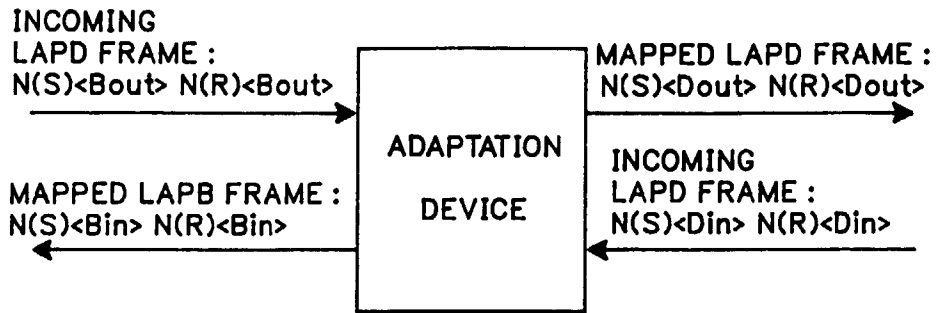 INCOMING
LAPD FRAME :
N(S)<Bout> N(R)<Bout>
MAPPED LAPB FRAME :
N(S)<Bin> N(R)<Bin>
ADAPTATION
DEVICE
MAPPED LAPD FRAME :
N(S)<Dout> N(R)<Dout>
INCOMING
LAPD FRAME :
N(S)<Din> N(R)<Din>